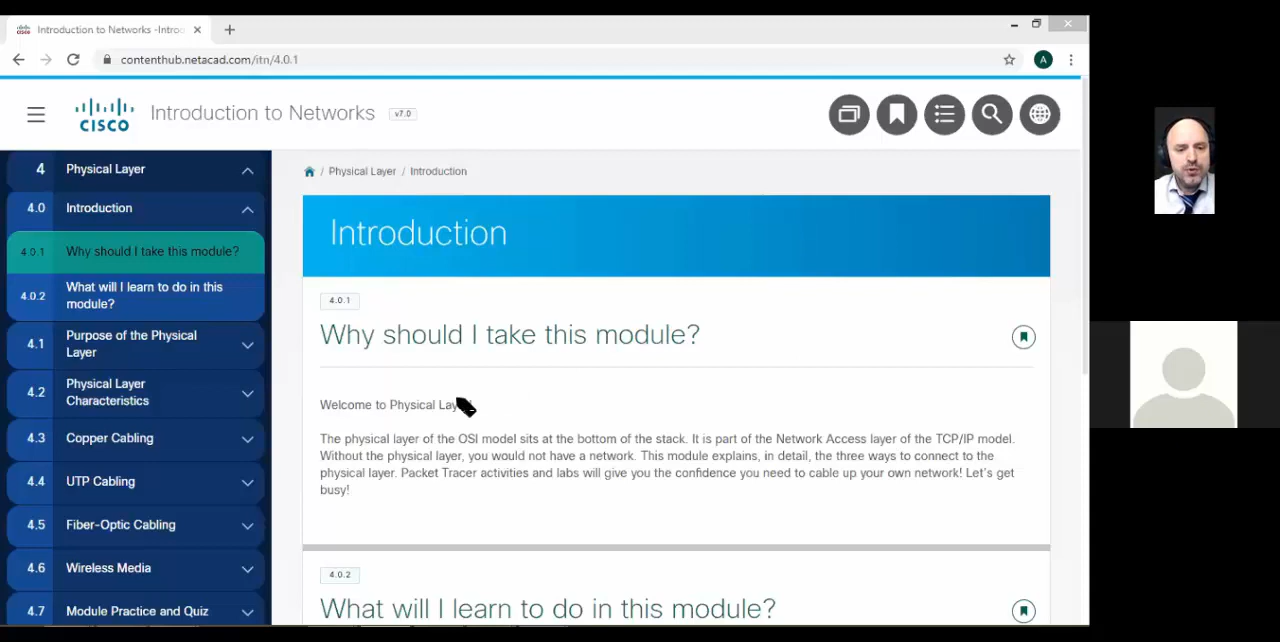 Introduction to Networks -Intro
contenthub.netacad.com/itn/4.0.1
A
CISCO
Introduction to Networks
v7.0
4 Physical Layer
4.0 Introduction
4.0.1 Why should I take this module?
4.0.2 What will I learn to do in this
module?
4.1 Purpose of the Physical
Layer
4.2 Physical Layer
Characteristics
4.3 Copper Cabling
4.4 UTP Cabling
4.5 Fiber-Optic Cabling
4.6 Wireless Media
4.7 Module Practice and Quiz
/ Physical Layer / Introduction
Introduction
4.0.1
Why should I take this module?
Welcome to Physical
The physical layer of the OSI model sits at the bottom of the stack. It is part of the Network Access layer of the TCP/IP model.
Without the physical layer, you would not have a network. This module explains, in detail, the three ways to connect to the
physical layer. Packet Tracer activities and labs will give you the confidence you need to cable up your own network! Let's get
busy!
4.0.2
What will I learn to do in this module?